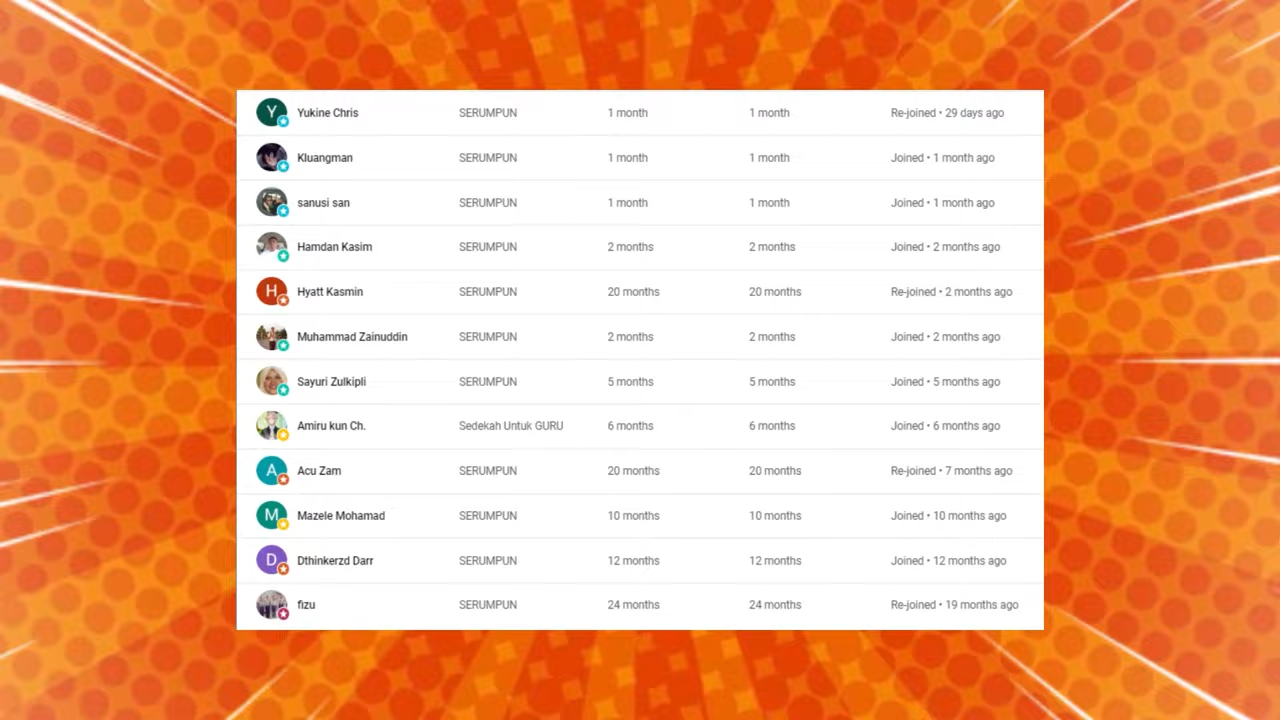 Y Yukine Chris SERUMPUN 1 month 1 month Re-joined • 29 days ago
Kluangman SERUMPUN 1 month 1 month Joined • 1 month ago
sanusi san SERUMPUN 1 month 1 month Joined • 1 month ago
Hamdan Kasim SERUMPUN 2 months 2 months Joined • 2 months ago
H Hyatt Kasmin SERUMPUN 20 months 20 months Re-joined • 2 months ago
Muhammad Zainuddin SERUMPUN 2 months 2 months Joined • 2 months ago
Sayuri Zulkipli SERUMPUN 5 months 5 months Joined • 5 months ago
Amiru kun Ch. Sedekah Untuk GURU 6 months 6 months Joined • 6 months ago
A Acu Zam SERUMPUN 20 months 20 months Re-joined • 7 months ago
M Mazele Mohamad SERUMPUN 10 months 10 months Joined • 10 months ago
D Dthinkerzd Darr SERUMPUN 12 months 12 months Joined • 12 months ago
fizu SERUMPUN 24 months 24 months Re-joined • 19 months ago